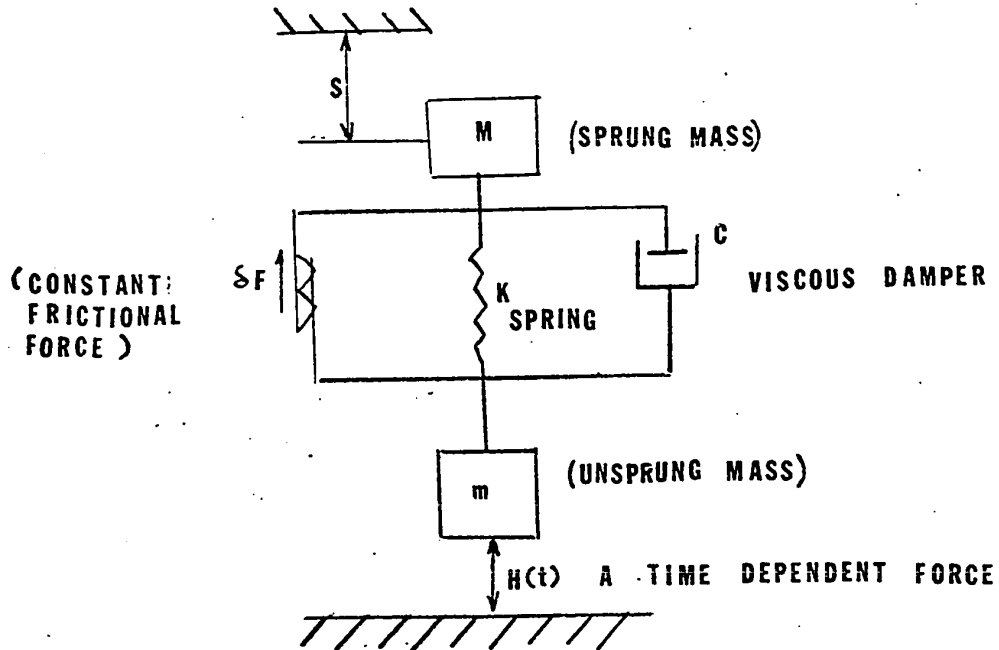 S
M
(SPRUNG MASS)
C
(CONSTANT
FRICTIONAL
FORCE )
δF
K
SPRING
VISCOUS DAMPER
m
(UNSPRUNG MASS)
H(t) A TIME DEPENDENT FORCE